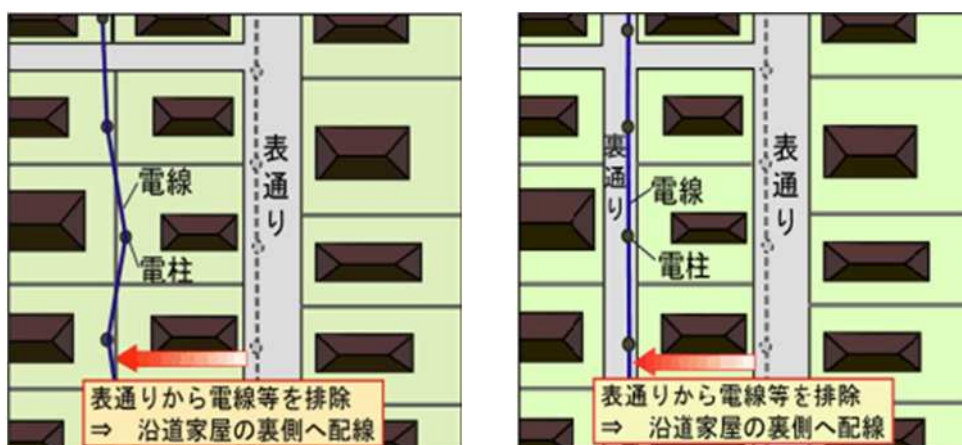 表通り
電線
電柱
表通りから電線等を排除
⇒ 沿道家屋の裏側へ配線
裏通り
表通り
電線
電柱
表通りから電線等を排除
⇒ 沿道家屋の裏側へ配線